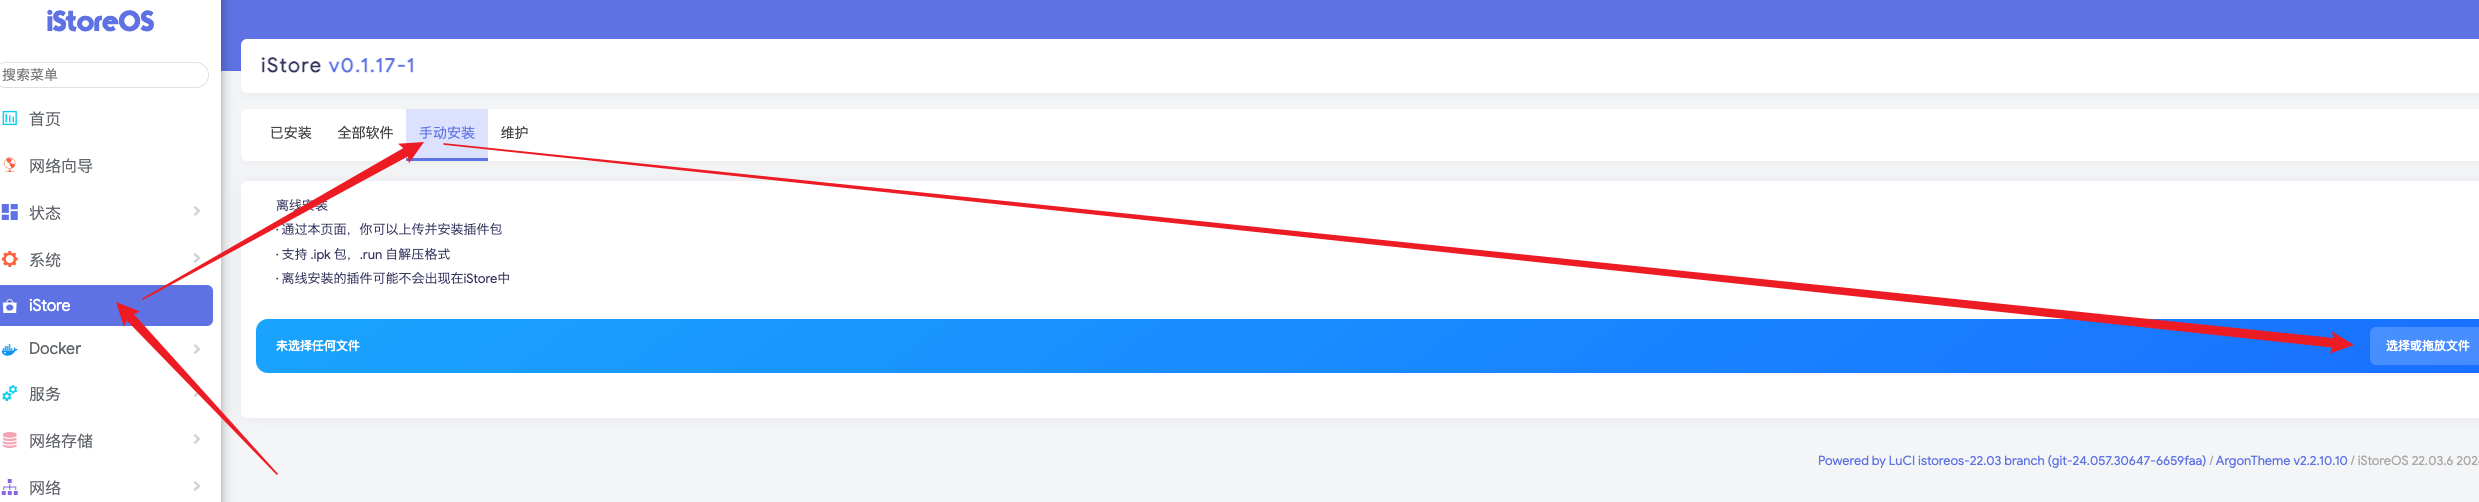 iStoreOS
搜索菜单
首页
网络向导
状态
系统
iStore
Docker
服务
网络存储
网络
iStore v0.1.17-1
已安装 全部软件 手动安装 维护
离线安装
· 通过本页面，你可以上传并安装插件包
· 支持 .ipk 包，.run 自解压格式
· 离线安装的插件可能不会出现在iStore中
未选择任何文件 选择或拖放文件
Powered by LuCI istoreos-22.03 branch (git-24.057.30647-6659faa) / ArgonTheme v2.2.10.10 / iStoreOS 22.03.6 202